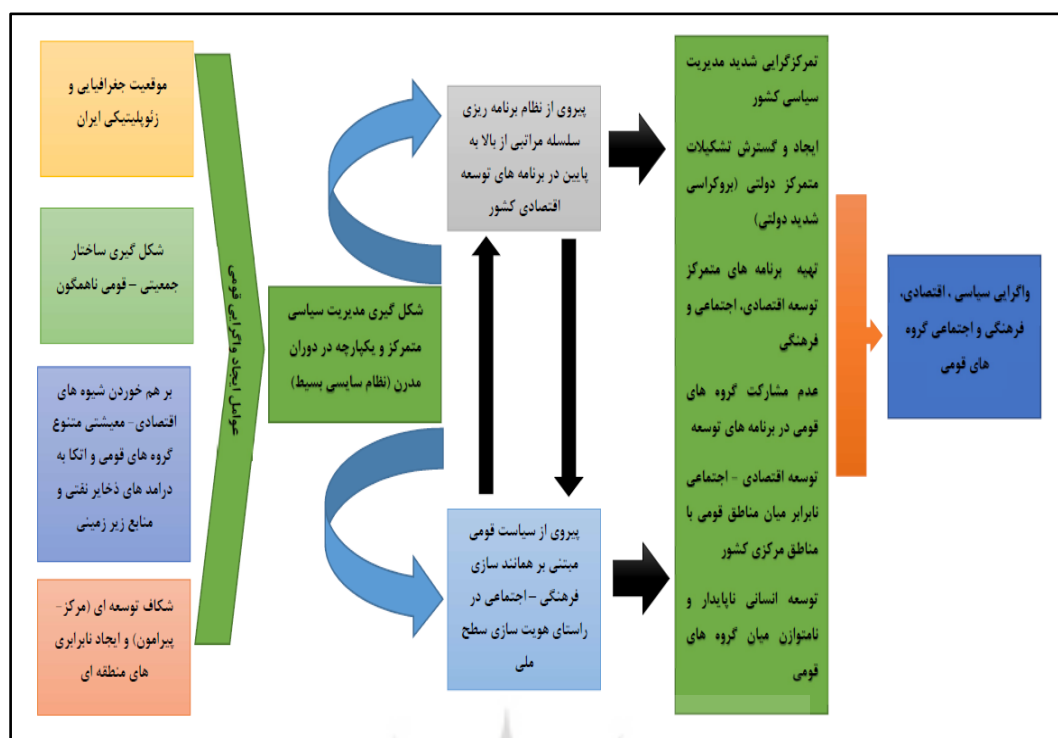 موقعیت جغرافیایی و
ژئوپلیتیکی ایران
شکل گیری ساختار
جمعیتی – قومی ناهمگون
بر هم خوردن شیوه های
اقتصادی- معیشتی متنوع
گروه های قومی و اتکا به
درامد های ذخایر نفتی و
منابع زیر زمینی
شکاف توسعه ای (مرکز-
پیرامون) و ایجاد نابرابری
های منطقه ای
عوامل ایجاد واگرایی قومی
شکل گیری مدیریت سیاسی
متمرکز و یکپارچه در دوران
مدرن (نظام سایسی بسیط)
پیروی از نظام برنامه ریزی
سلسله مراتبی از بالا به
پایین در برنامه های توسعه
اقتصادی کشور
پیروی از سیاست قومی
مبتنی بر همانند سازی
فرهنگی – اجتماعی در
راستای هویت سازی سطح
ملی
تمرکزگرایی شدید مدیریت
سیاسی کشور
ایجاد و گسترش تشکیلات
متمرکز دولتی (بروکراسی
شدید دولتی)
تهیه برنامه های متمرکز
توسعه اقتصادی، اجتماعی و
فرهنگی
عدم مشارکت گروه های
قومی در برنامه های توسعه
توسعه اقتصادی – اجتماعی
نابرابر میان مناطق قومی با
مناطق مرکزی کشور
توسعه انسانی ناپایدار و
نامتوازن میان گروه های
قومی
واگرایی سیاسی ، اقتصادی،
فرهنگی و اجتماعی گروه
های قومی